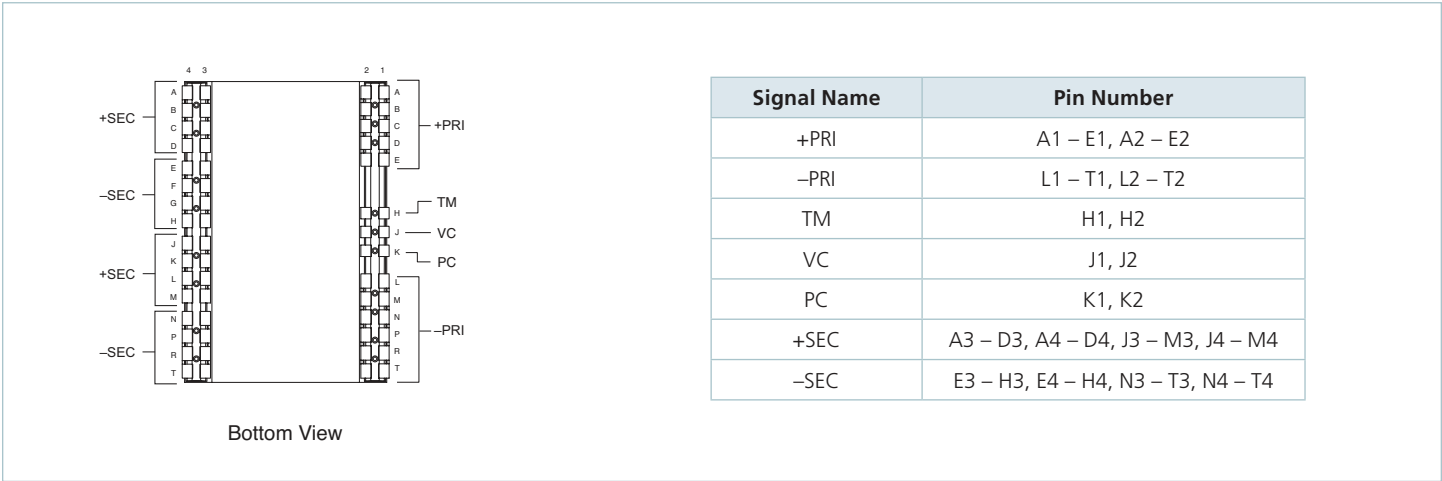 4 3
2 1
A
B
C
D
E
F
G
H
J
K
L
M
N
P
R
T
+SEC
–SEC
+SEC
–SEC
A
B
C
D
E
H
J
K
L
M
N
P
R
T
+PRI
TM
VC
PC
–PRI
Bottom View
Signal Name Pin Number
+PRI A1 – E1, A2 – E2
–PRI L1 – T1, L2 – T2
TM H1, H2
VC J1, J2
PC K1, K2
+SEC A3 – D3, A4 – D4, J3 – M3, J4 – M4
–SEC E3 – H3, E4 – H4, N3 – T3, N4 – T4